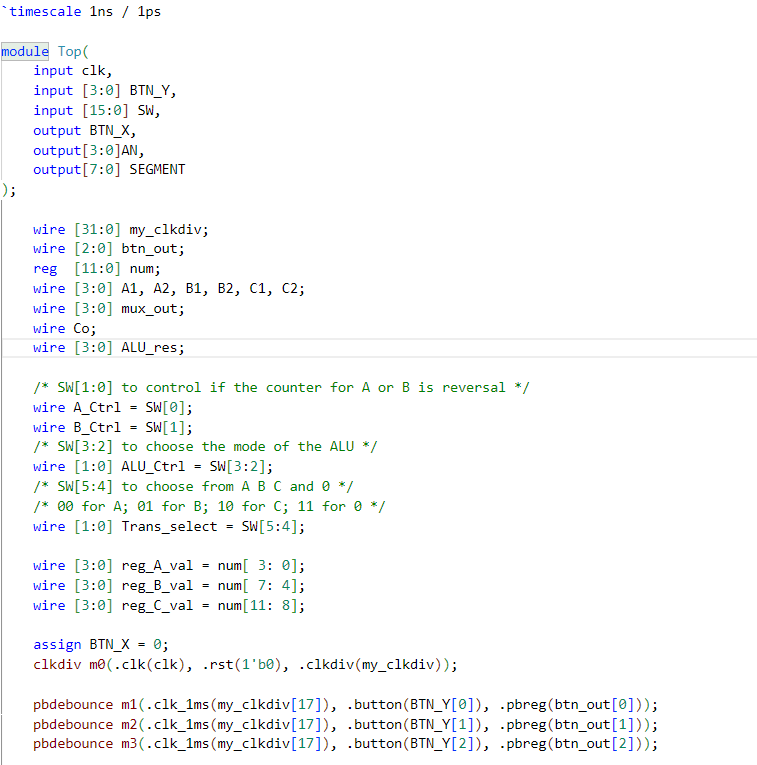 `timescale 1ns / 1ps
module Top(
    input clk,
    input [3:0] BTN_Y,
    input [15:0] SW,
    output BTN_X,
    output[3:0]AN,
    output[7:0] SEGMENT
);
    wire [31:0] my_clkdiv;
    wire [2:0] btn_out;
    reg  [11:0] num;
    wire [3:0] A1, A2, B1, B2, C1, C2;
    wire [3:0] mux_out;
    wire Co;
    wire [3:0] ALU_res;
    /* SW[1:0] to control if the counter for A or B is reversal */
    wire A_Ctrl = SW[0];
    wire B_Ctrl = SW[1];
    /* SW[3:2] to choose the mode of the ALU */
    wire [1:0] ALU_Ctrl = SW[3:2];
    /* SW[5:4] to choose from A B C and 0 */
    /* 00 for A; 01 for B; 10 for C; 11 for 0 */
    wire [1:0] Trans_select = SW[5:4];
    wire [3:0] reg_A_val = num[ 3: 0];
    wire [3:0] reg_B_val = num[ 7: 4];
    wire [3:0] reg_C_val = num[11: 8];
    assign BTN_X = 0;
    clkdiv m0(.clk(clk), .rst(1'b0), .clkdiv(my_clkdiv));
    pbdebounce m1(.clk_1ms(my_clkdiv[17]), .button(BTN_Y[0]), .pbreg(btn_out[0]));
    pbdebounce m2(.clk_1ms(my_clkdiv[17]), .button(BTN_Y[1]), .pbreg(btn_out[1]));
    pbdebounce m3(.clk_1ms(my_clkdiv[17]), .button(BTN_Y[2]), .pbreg(btn_out[2]));